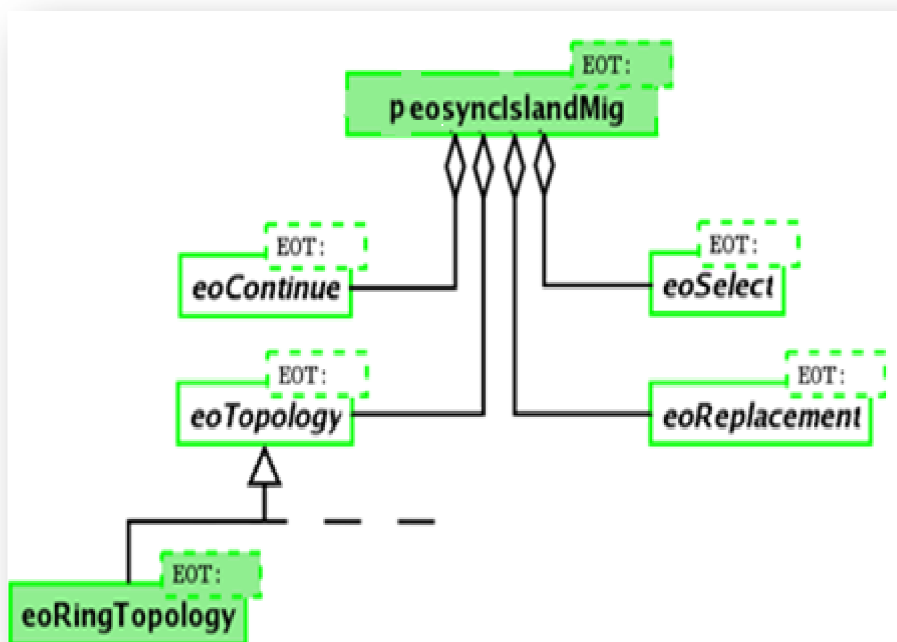 EOT:
peosyncIslandMig
EOT:
eoContinue
EOT:
eoSelect
EOT:
eoTopology
EOT:
eoReplacement
EOT:
eoRingTopology